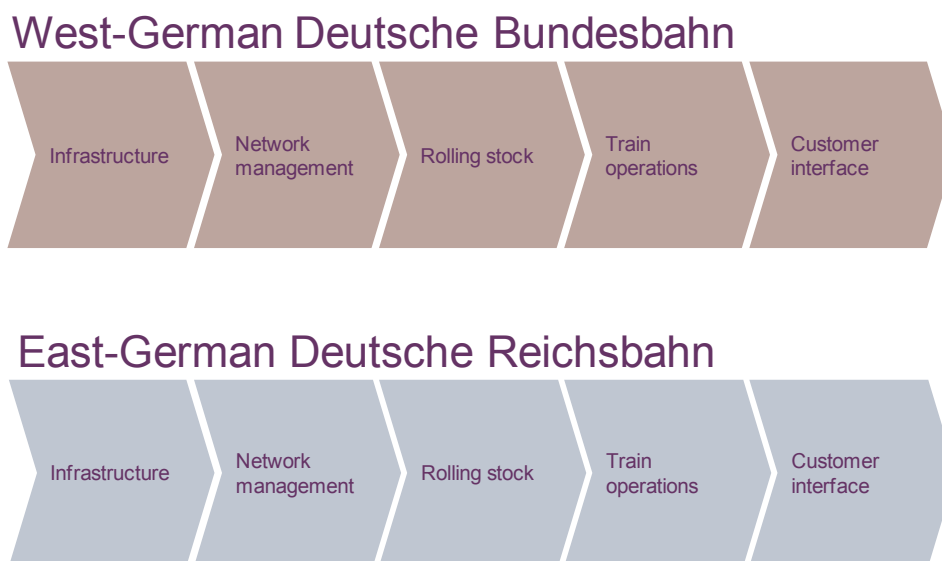 West-German Deutsche Bundesbahn
Infrastructure
Network
management
Rolling stock
Train
operations
Customer
interface
East-German Deutsche Reichsbahn
Infrastructure
Network
management
Rolling stock
Train
operations
Customer
interface